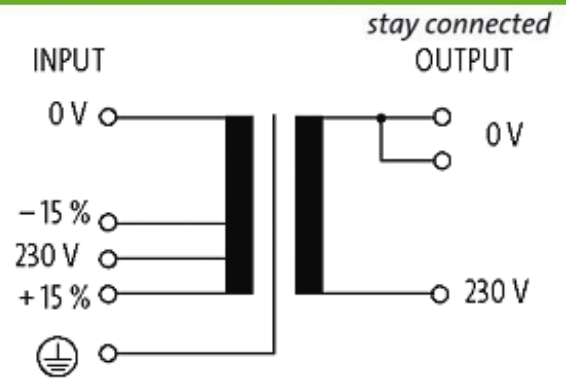 stay connected
INPUT
OUTPUT
0 V
0 V
– 15 %
230 V
+ 15 %
230 V